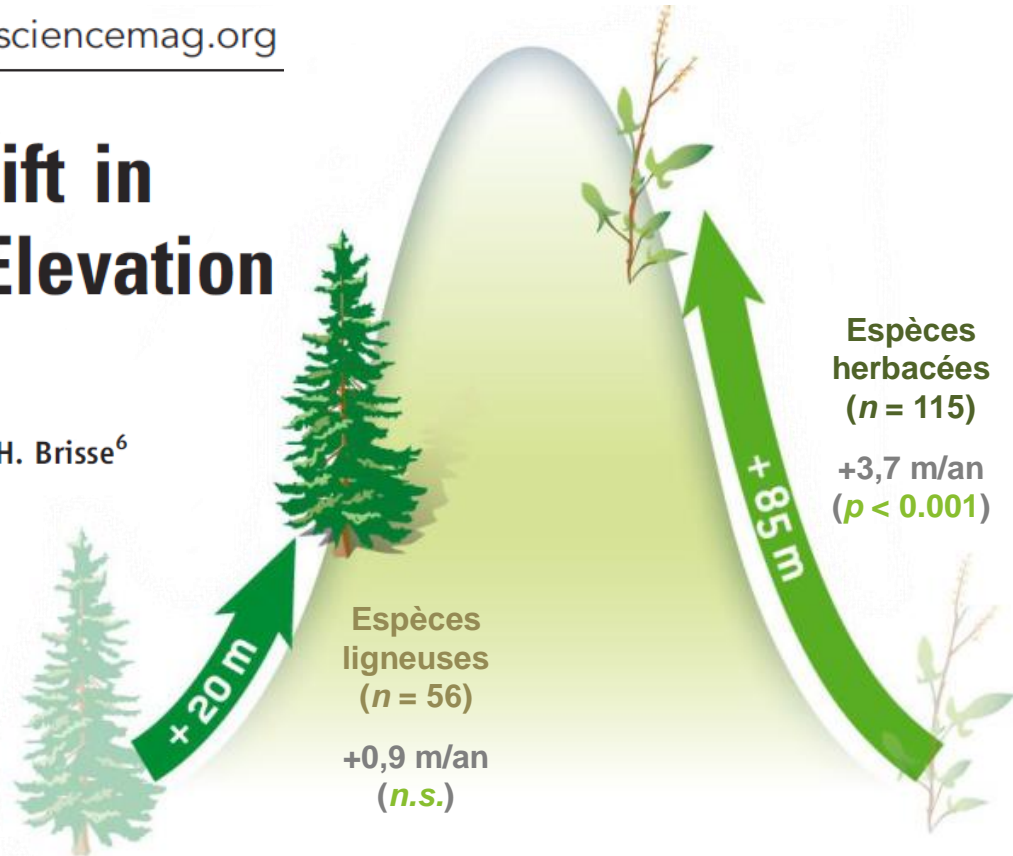 sciencemag.org
ift in
Elevation
H. Brisse⁶
Espèces
herbacées
(n = 115)
+3,7 m/an
(p < 0.001)
+ 85 m
+ 20 m
Espèces
ligneuses
(n = 56)
+0,9 m/an
(n.s.)